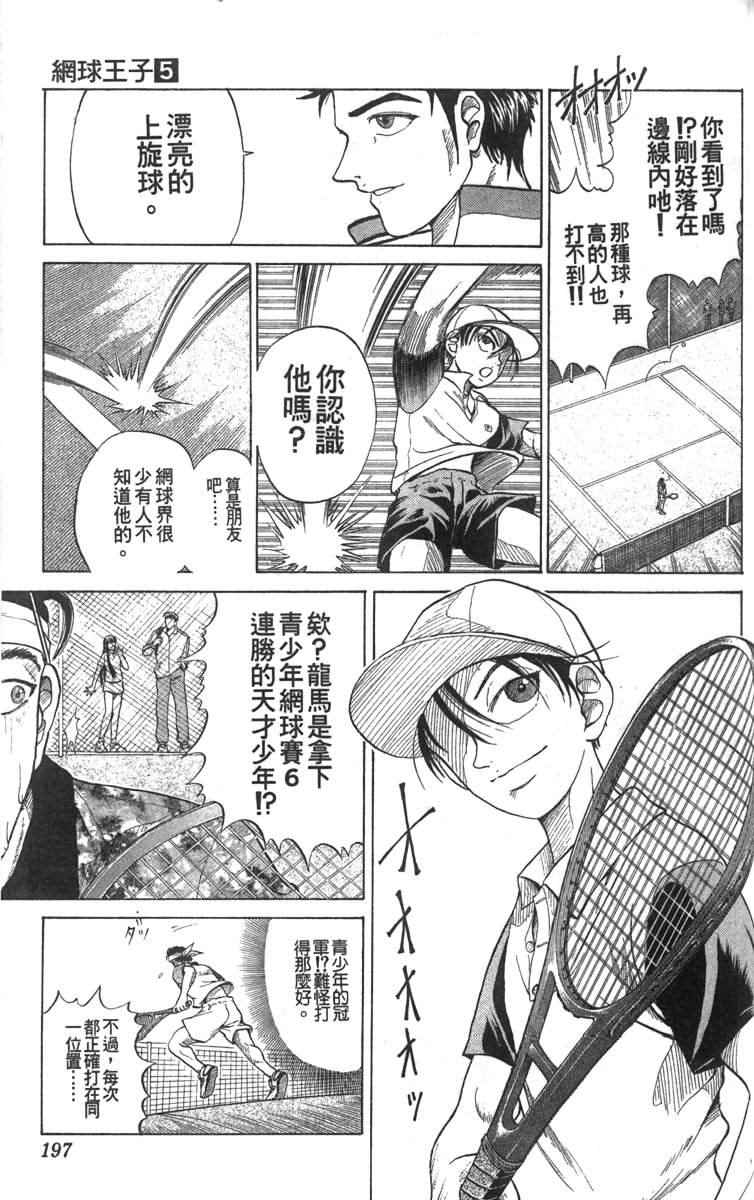 網球王子5
オオオッ
你看到了嗎
!?剛好落在
邊線內吔!
那種球，再
高的人也
打不到!!
漂亮的
上旋球。
你認識
他嗎？
算是朋友
吧……
網球界很
少有人不
知道他的。
オオオオッ
欸？龍馬是拿下
青少年網球賽6
連勝的天才少年!?
青少年的冠
軍!?難怪打
得那麼好。
ダッ
不過，每次
都正確打在同
一位置……
197